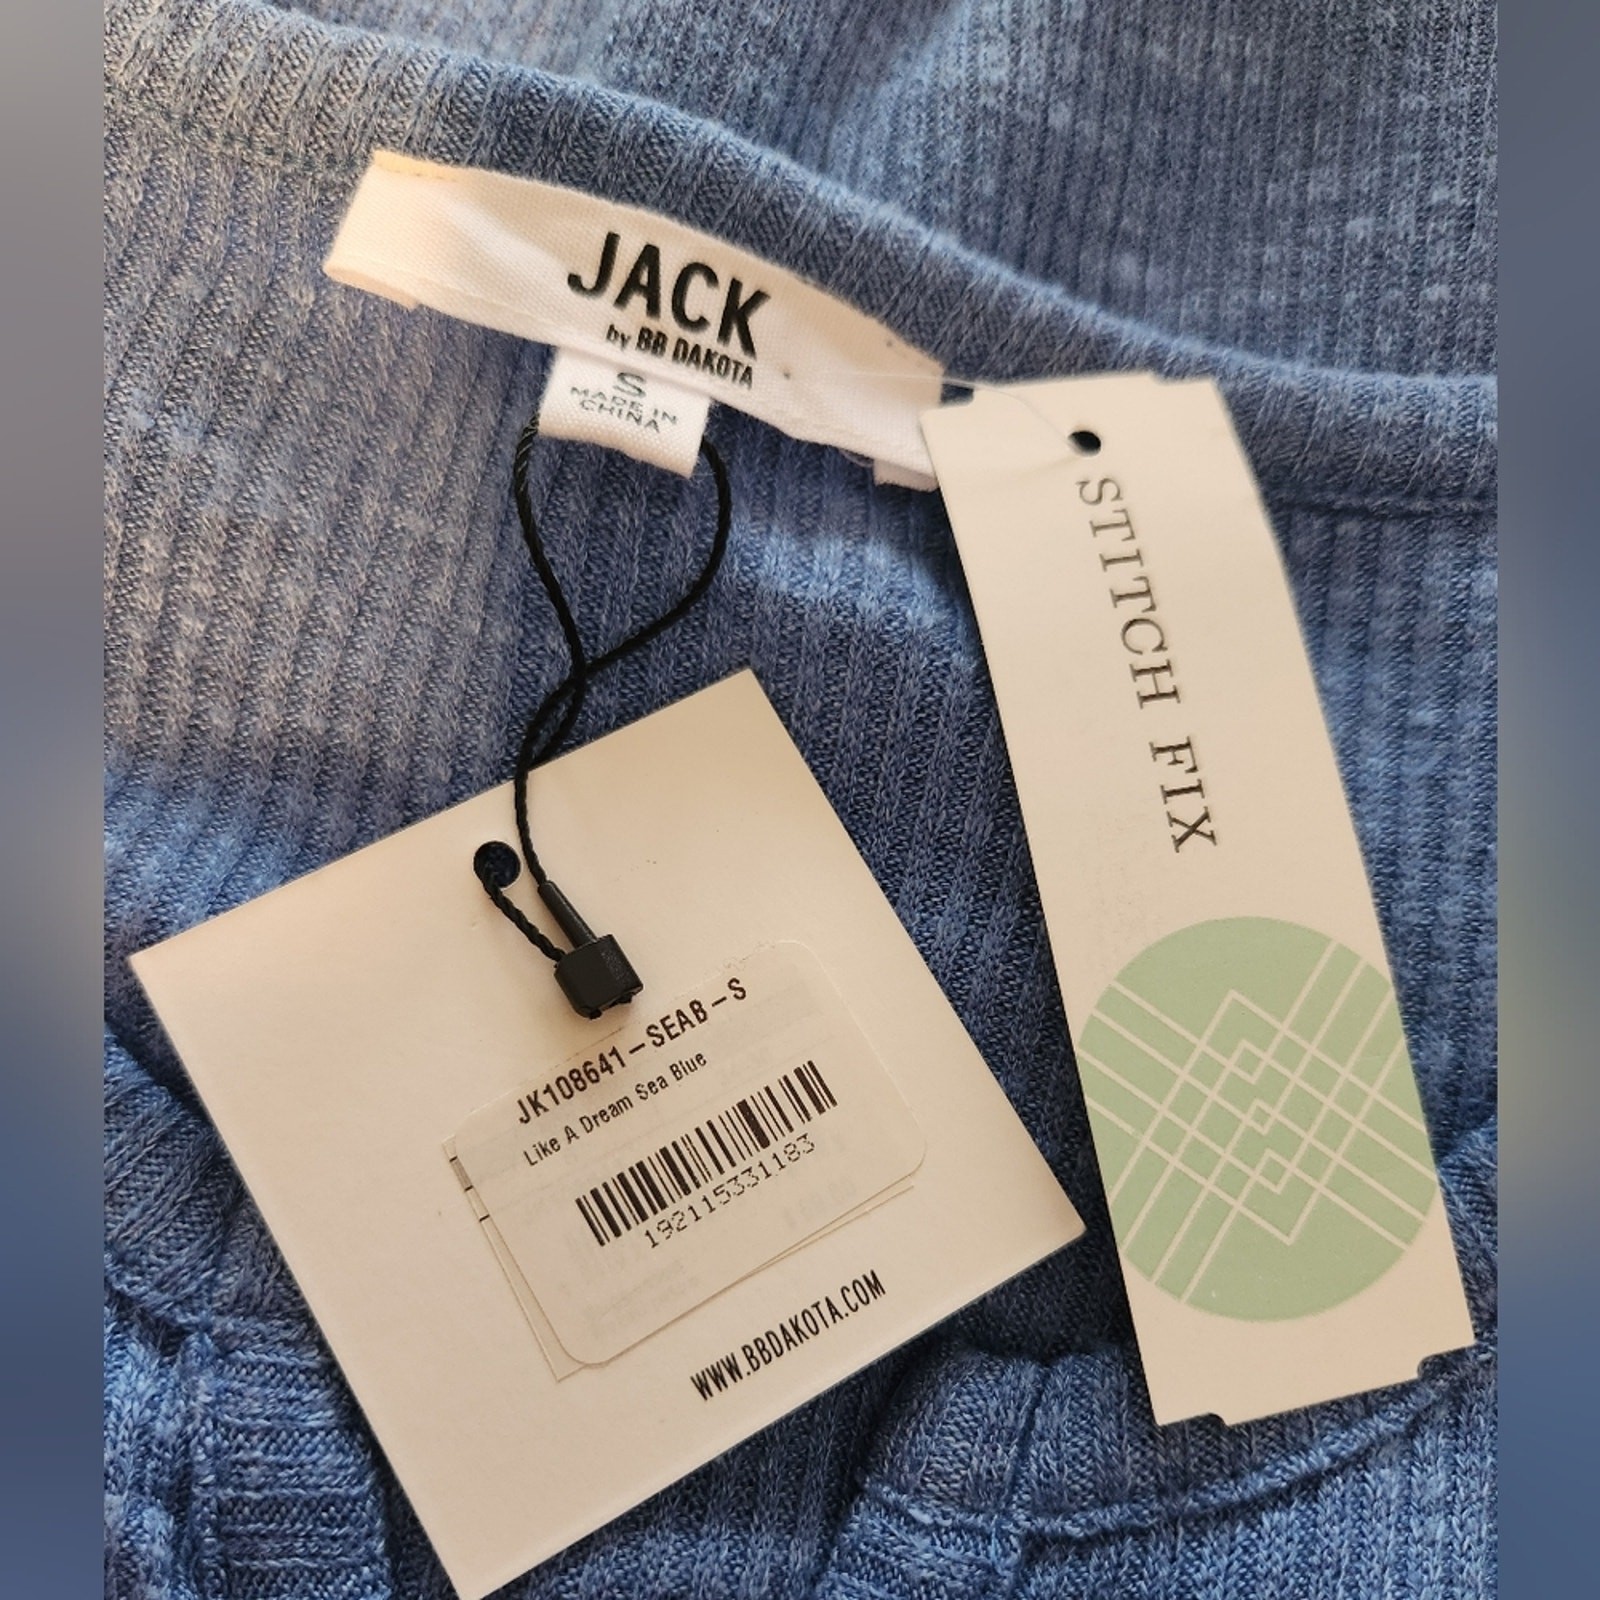 JACK
by BB DAKOTA
S
MADE IN
CHINA
STITCH FIX
JK108641-SEAB-S
Like A Dream Sea Blue
192115331183
WWW.BBDAKOTA.COM